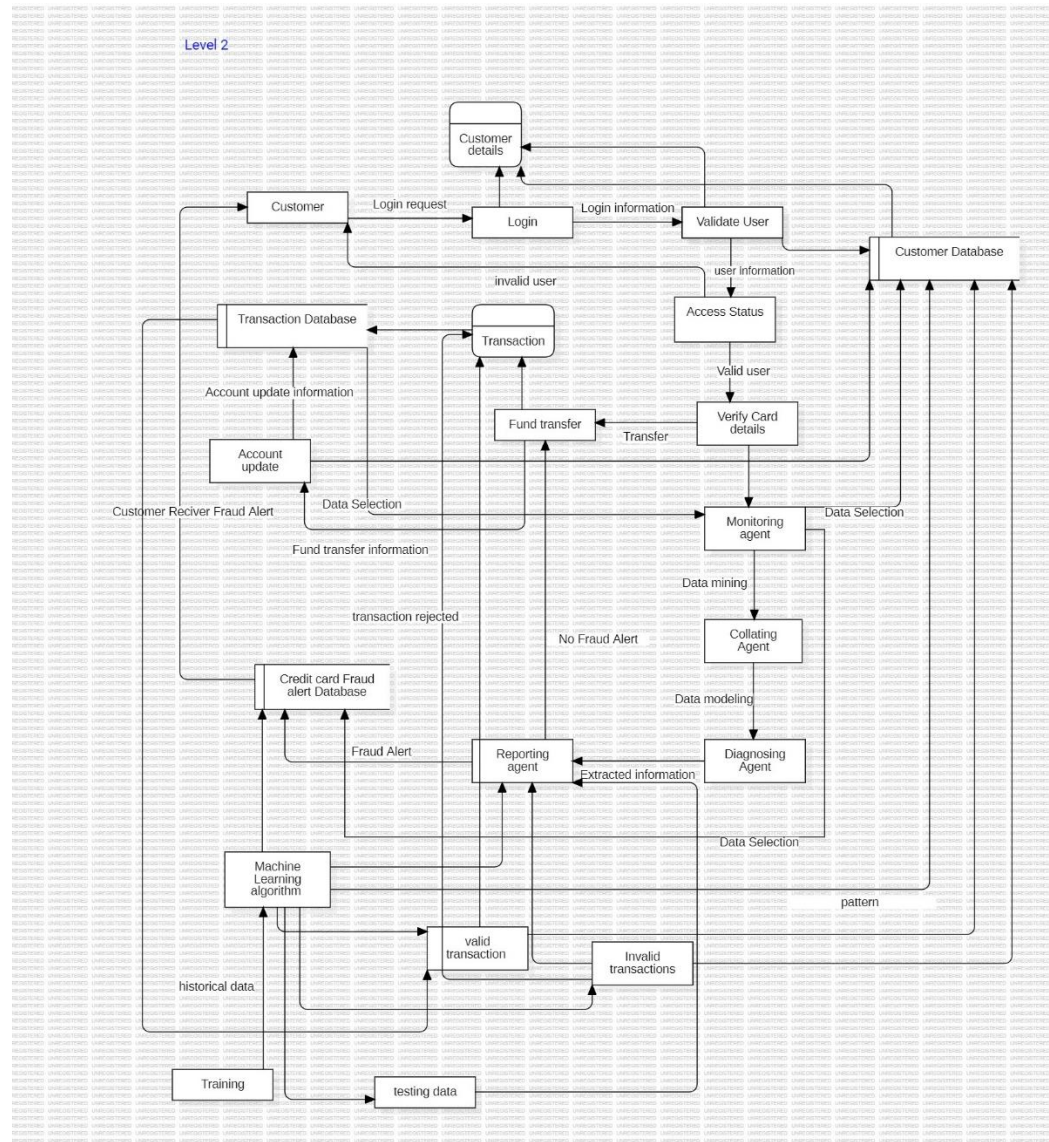 Level 2
Customer
details
Customer
Login request
Login
Login information
Validate User
Customer Database
user information
invalid user
Access Status
Transaction Database
Transaction
Valid user
Account update information
Fund transfer
Transfer
Verify Card
details
Account
update
Customer Reciver Fraud Alert
Data Selection
Monitoring
agent
Data Selection
Fund transfer information
Data mining
transaction rejected
No Fraud Alert
Collating
Agent
Credit card Fraud
alert Database
Data modeling
Fraud Alert
Reporting
agent
Diagnosing
Agent
Extracted information
Data Selection
Machine
Learning
algorithm
pattern
valid
transaction
Invalid
transactions
historical data
Training
testing data